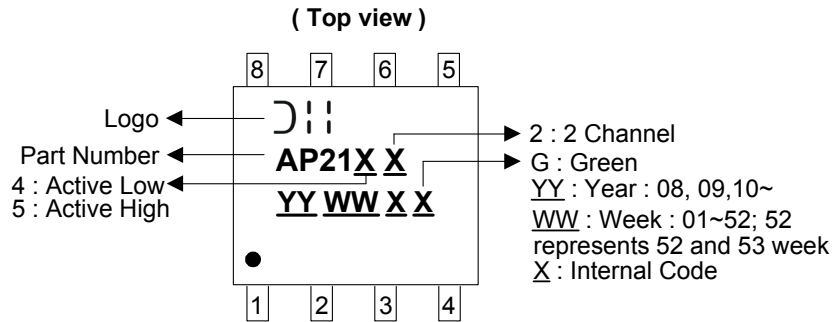 ( Top view )
8 7 6 5
Logo
Part Number
4 : Active Low
5 : Active High
AP21X X
YY WW X X
2 : 2 Channel
G : Green
YY : Year : 08, 09,10~
WW : Week : 01~52; 52
represents 52 and 53 week
X : Internal Code
1 2 3 4